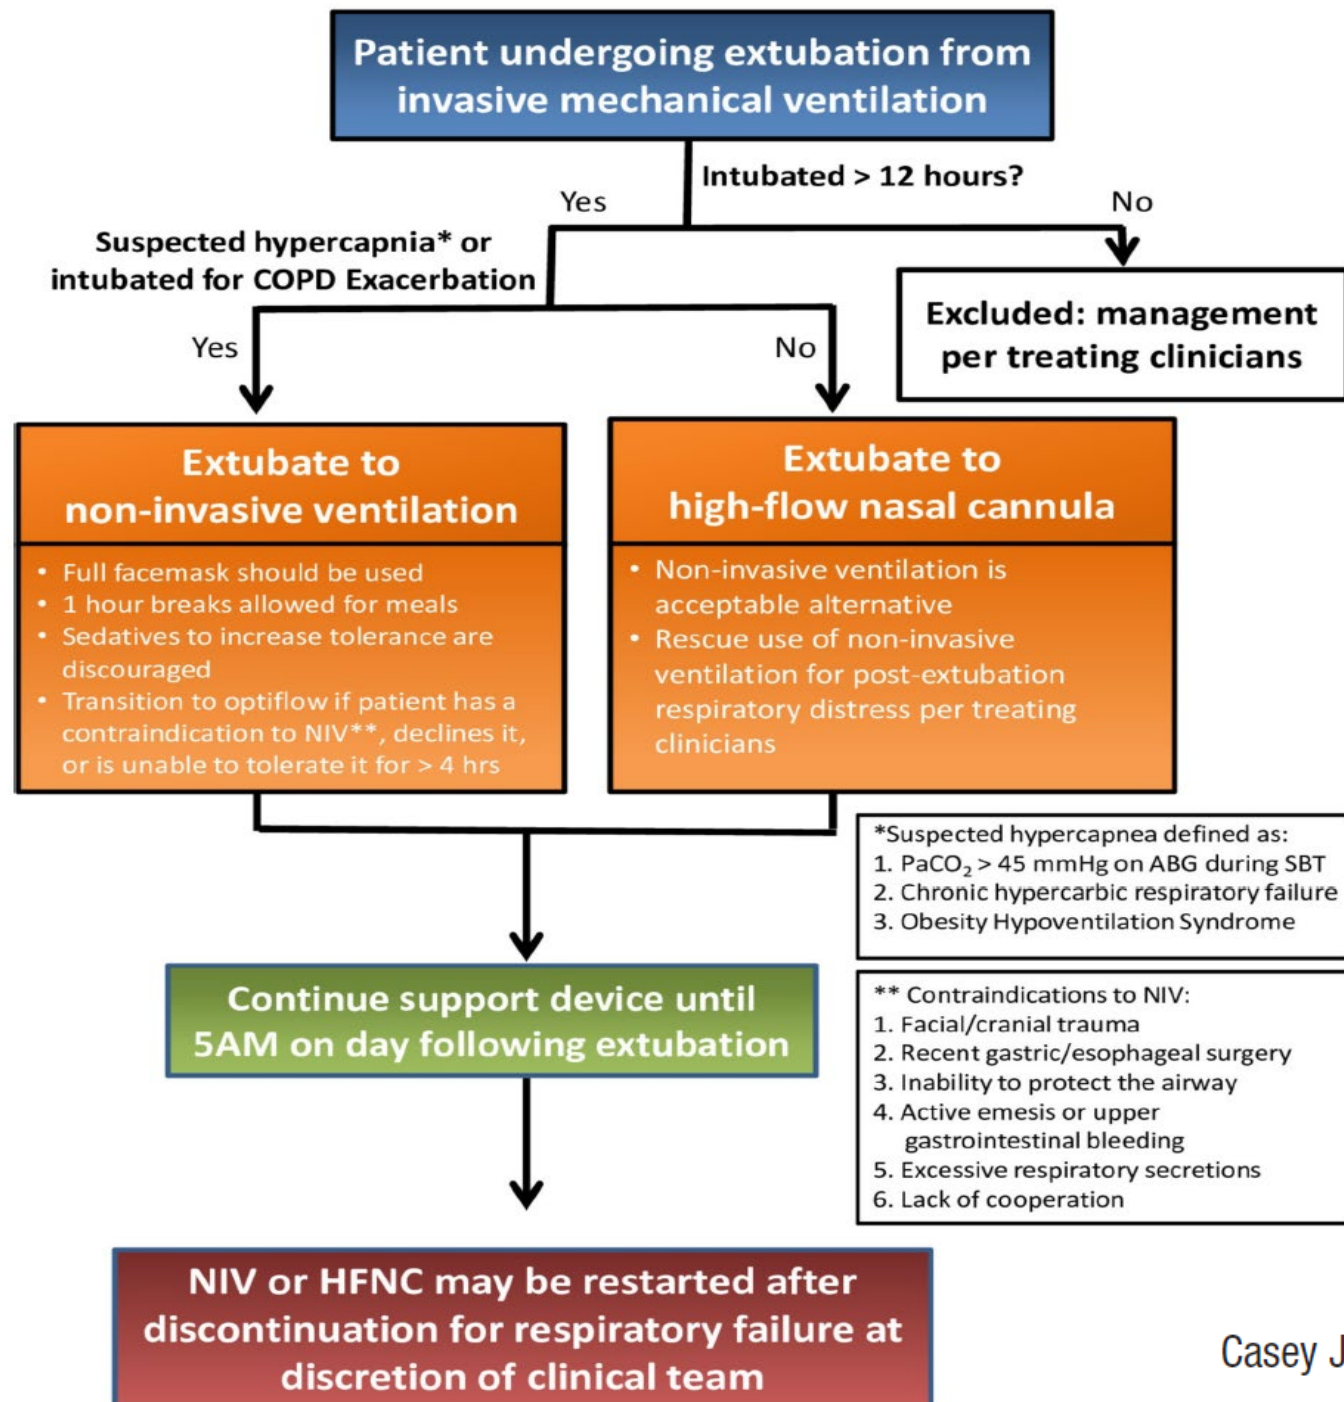 Patient undergoing extubation from
invasive mechanical ventilation
Intubated > 12 hours?
Yes
No
Suspected hypercapnia* or
intubated for COPD Exacerbation
Excluded: management
per treating clinicians
Yes
No
Extubate to
non-invasive ventilation
• Full facemask should be used
• 1 hour breaks allowed for meals
• Sedatives to increase tolerance are
discouraged
• Transition to optiflow if patient has a
contraindication to NIV**, declines it,
or is unable to tolerate it for > 4 hrs
Extubate to
high-flow nasal cannula
• Non-invasive ventilation is
acceptable alternative
• Rescue use of non-invasive
ventilation for post-extubation
respiratory distress per treating
clinicians
*Suspected hypercapnea defined as:
1. PaCO₂ > 45 mmHg on ABG during SBT
2. Chronic hypercarbic respiratory failure
3. Obesity Hypoventilation Syndrome
Continue support device until
5AM on day following extubation
** Contraindications to NIV:
1. Facial/cranial trauma
2. Recent gastric/esophageal surgery
3. Inability to protect the airway
4. Active emesis or upper
gastrointestinal bleeding
5. Excessive respiratory secretions
6. Lack of cooperation
NIV or HFNC may be restarted after
discontinuation for respiratory failure at
discretion of clinical team
Casey J